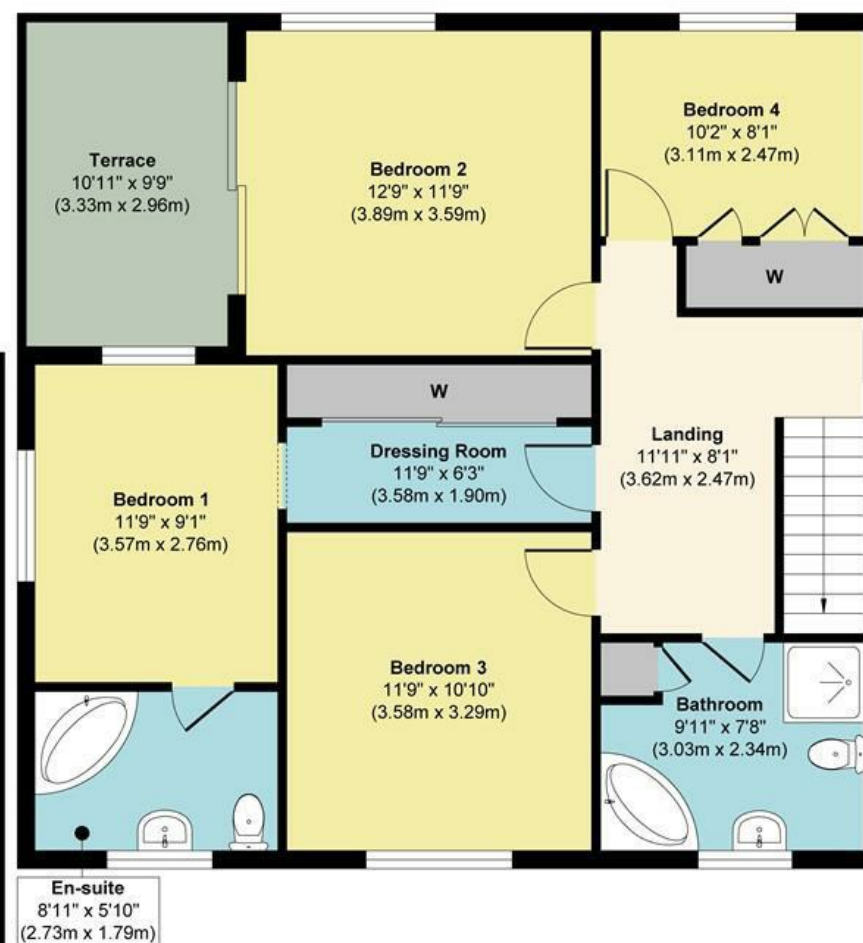 Terrace
10'11" x 9'9"
(3.33m x 2.96m)
Bedroom 2
12'9" x 11'9"
(3.89m x 3.59m)
Bedroom 4
10'2" x 8'1"
(3.11m x 2.47m)
W
W
Dressing Room
11'9" x 6'3"
(3.58m x 1.90m)
Landing
11'11" x 8'1"
(3.62m x 2.47m)
Bedroom 1
11'9" x 9'1"
(3.57m x 2.76m)
Bedroom 3
11'9" x 10'10"
(3.58m x 3.29m)
Bathroom
9'11" x 7'8"
(3.03m x 2.34m)
En-suite
8'11" x 5'10"
(2.73m x 1.79m)